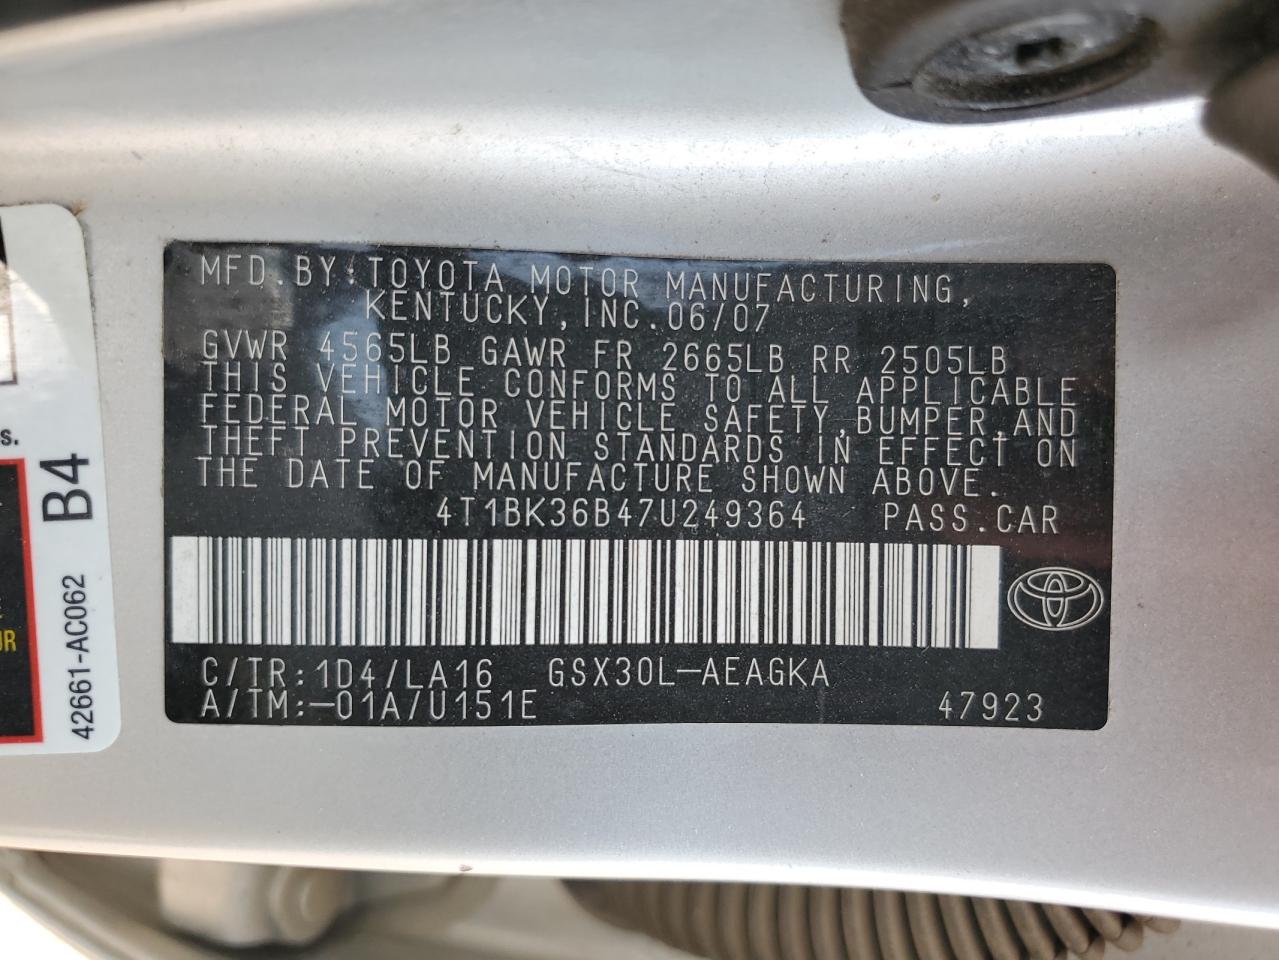 MFD.BY:TOYOTA MOTOR MANUFACTURING,
KENTUCKY,INC.06/07
GVWR 4565LB GAWR FR 2665LB RR 2505LB
THIS VEHICLE CONFORMS TO ALL APPLICABLE
FEDERAL MOTOR VEHICLE SAFETY,BUMPER,AND
THEFT PREVENTION STANDARDS IN EFFECT ON
THE DATE OF MANUFACTURE SHOWN ABOVE.
4T1BK36B47U249364 PASS.CAR
C/TR:1D4/LA16 GSX30L-AEAGKA
A/TM:-01A/U151E 47923
B4
42661-AC062